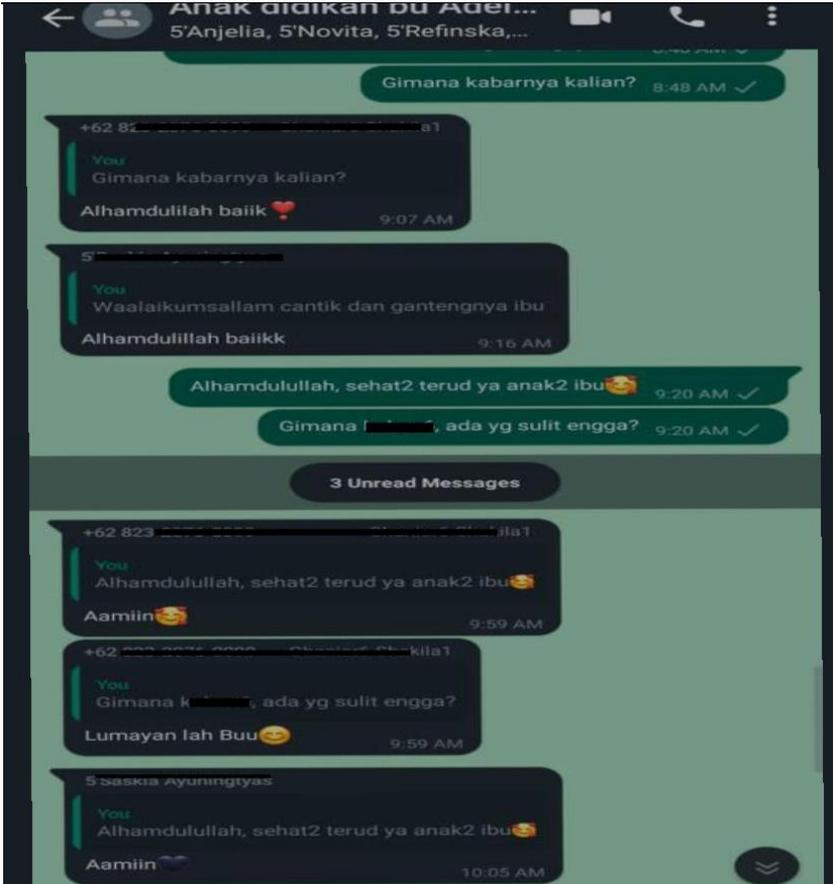 Anak didikan bu Adel...
5'Anjelia, 5'Novita, 5'Refinska,...
Gimana kabarnya kalian? 8:48 AM
+62 82 a1
You
Gimana kabarnya kalian?
Alhamdulilah baiik❣️
9:07 AM
5'
You
Waalaikumsallam cantik dan gantengnya ibu
Alhamdulillah baiikk
9:16 AM
Alhamdulullah, sehat2 terud ya anak2 ibu🥰 9:20 AM
Gimana , ada yg sulit engga? 9:20 AM
3 Unread Messages
+62 823 ila1
You
Alhamdulullah, sehat2 terud ya anak2 ibu🥰
Aamiin🥰
9:59 AM
+62 kila1
You
Gimana k , ada yg sulit engga?
Lumayan lah Buu😊
9:59 AM
5'Saskia Ayuningtyas
You
Alhamdulullah, sehat2 terud ya anak2 ibu🥰
Aamiin🖤
10:05 AM